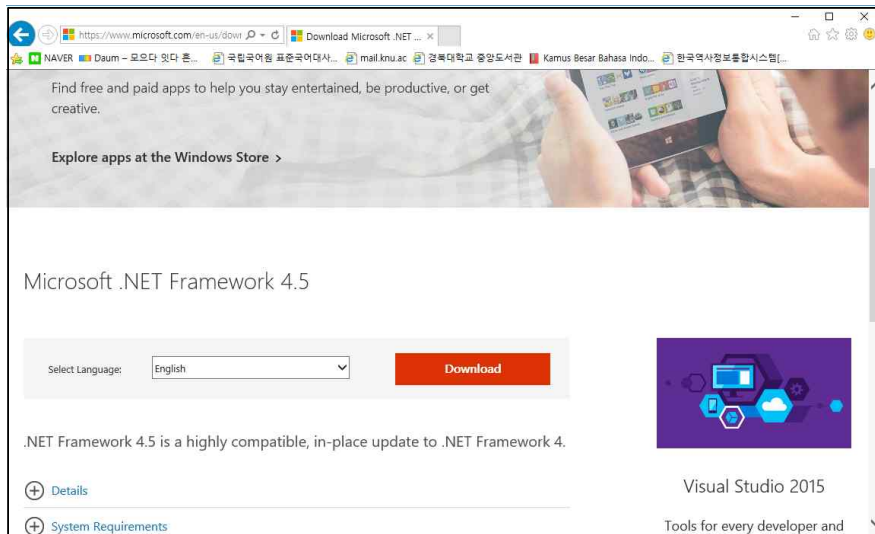 https://www.microsoft.com/en-us/dowr
Download Microsoft .NET ...
NAVER
Daum – 모으다 잇다 흔...
국립국어원 표준국어대사...
mail.knu.ac
경북대학교 중앙도서관
Kamus Besar Bahasa Indo...
한국역사정보통합시스템[...
Find free and paid apps to help you stay entertained, be productive, or get
creative.
Explore apps at the Windows Store >
Microsoft .NET Framework 4.5
Select Language:
English
Download
.NET Framework 4.5 is a highly compatible, in-place update to .NET Framework 4.
Details
System Requirements
Visual Studio 2015
Tools for every developer and